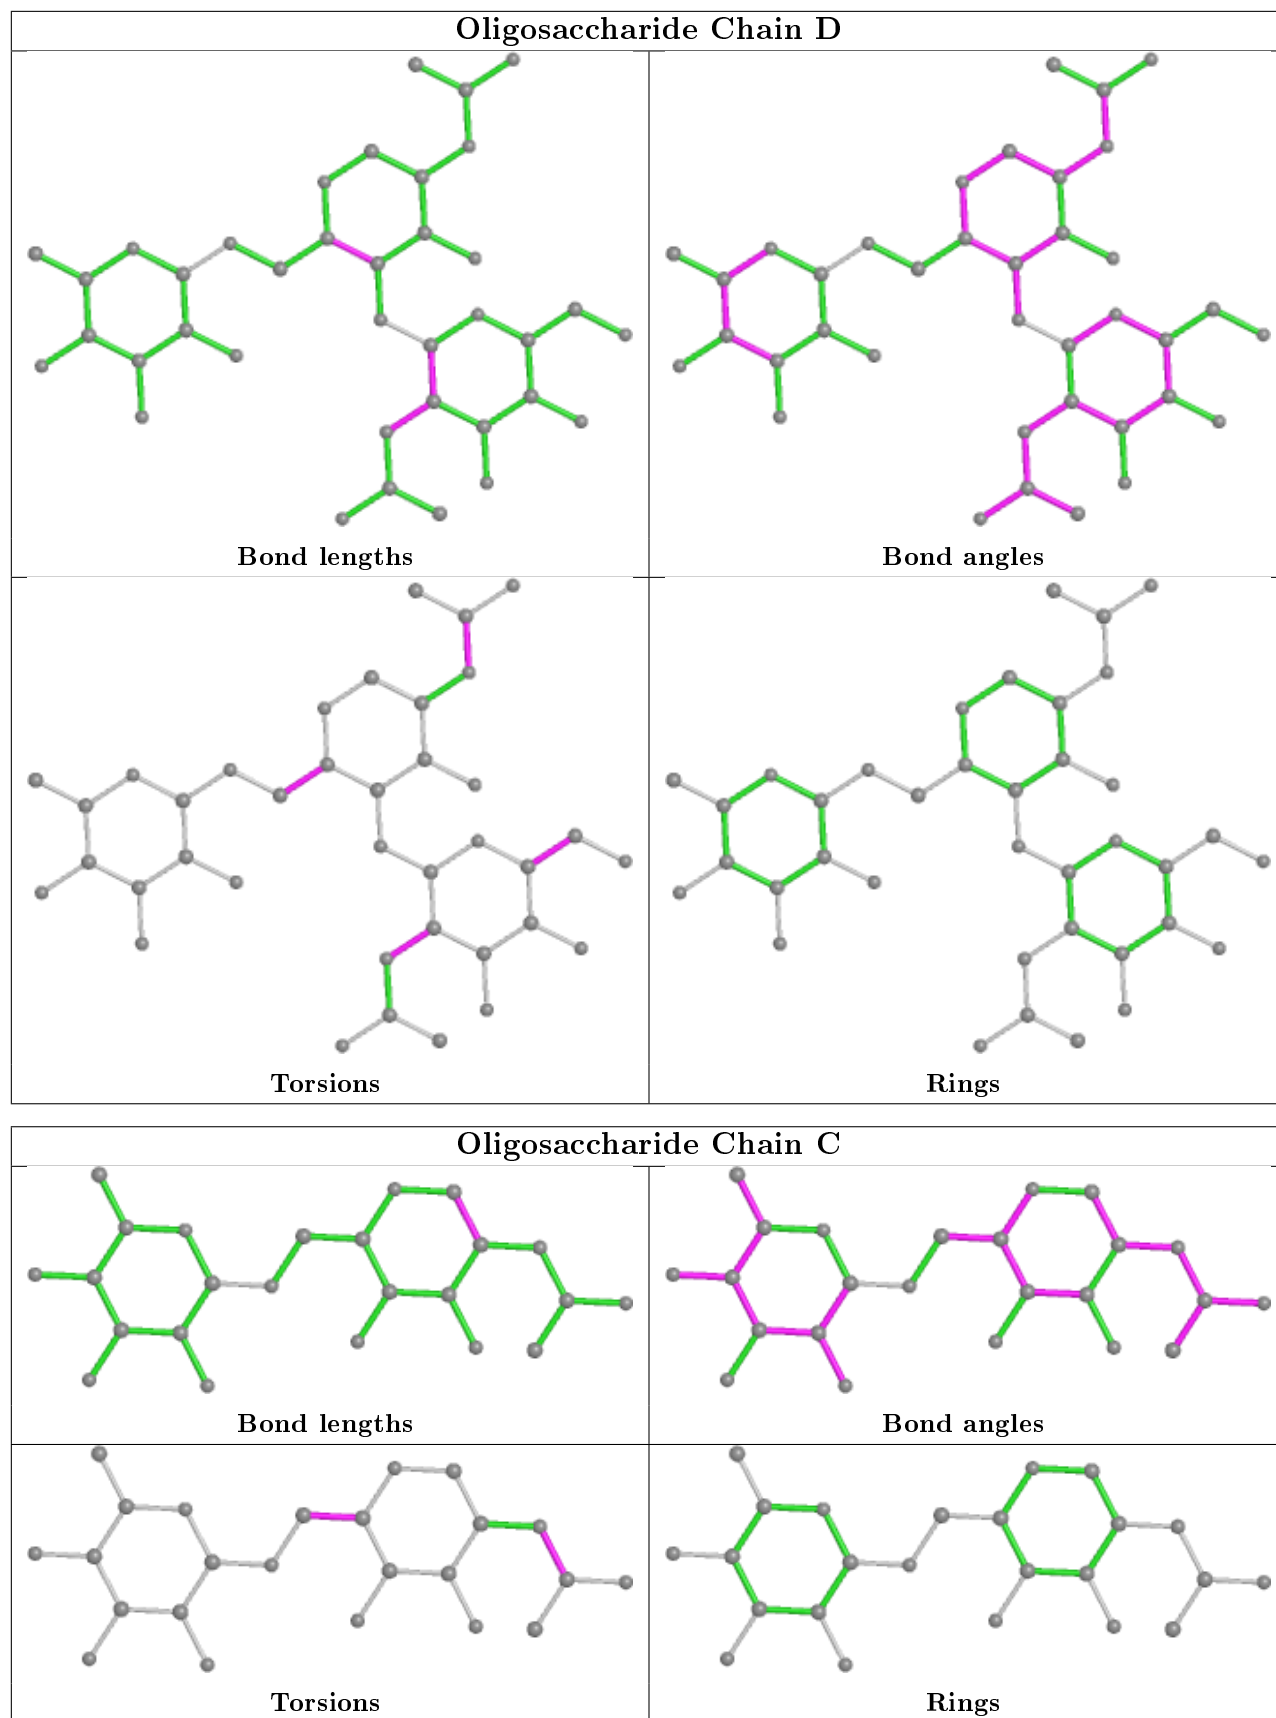 Oligosaccharide Chain D
Bond lengths
Bond angles
Torsions
Rings
Oligosaccharide Chain C
Bond lengths
Bond angles
Torsions
Rings